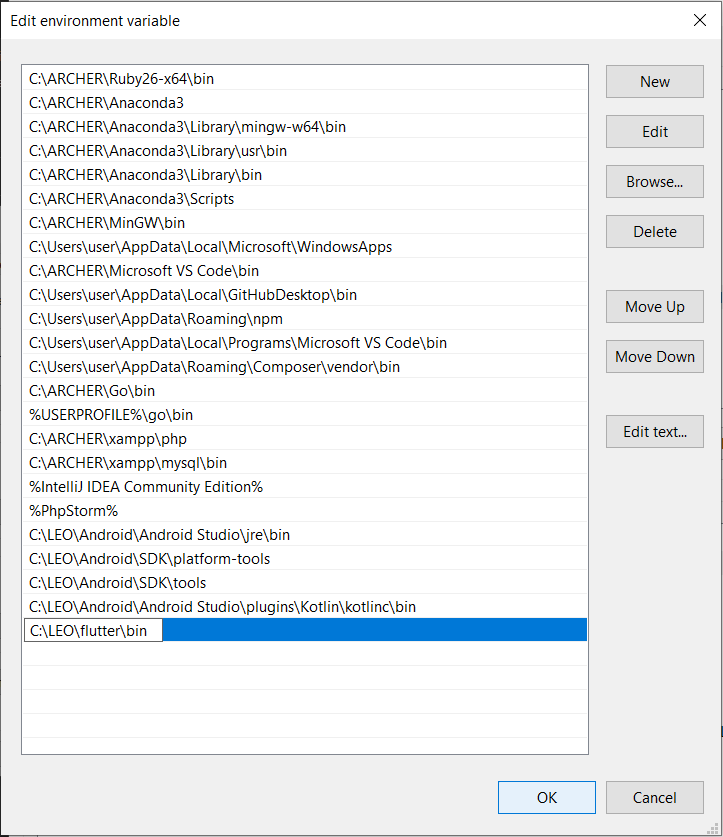 Edit environment variable
C:\ARCHER\Ruby26-x64\bin
C:\ARCHER\Anaconda3
C:\ARCHER\Anaconda3\Library\mingw-w64\bin
C:\ARCHER\Anaconda3\Library\usr\bin
C:\ARCHER\Anaconda3\Library\bin
C:\ARCHER\Anaconda3\Scripts
C:\ARCHER\MinGW\bin
C:\Users\user\AppData\Local\Microsoft\WindowsApps
C:\ARCHER\Microsoft VS Code\bin
C:\Users\user\AppData\Local\GitHubDesktop\bin
C:\Users\user\AppData\Roaming\npm
C:\Users\user\AppData\Local\Programs\Microsoft VS Code\bin
C:\Users\user\AppData\Roaming\Composer\vendor\bin
C:\ARCHER\Go\bin
%USERPROFILE%\go\bin
C:\ARCHER\xampp\php
C:\ARCHER\xampp\mysql\bin
%IntelliJ IDEA Community Edition%
%PhpStorm%
C:\LEO\Android\Android Studio\jre\bin
C:\LEO\Android\SDK\platform-tools
C:\LEO\Android\SDK\tools
C:\LEO\Android\Android Studio\plugins\Kotlin\kotlinc\bin
C:\LEO\flutter\bin
New
Edit
Browse...
Delete
Move Up
Move Down
Edit text...
OK
Cancel